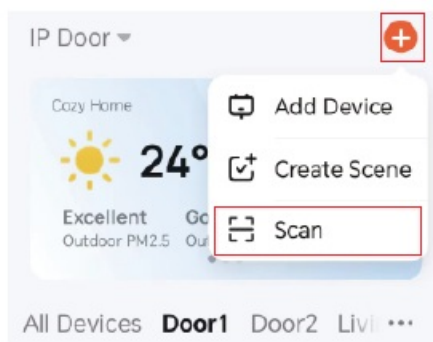 IP Door
Cozy Home
Add Device
24°
Create Scene
Excellent
Outdoor PM2.5
Scan
All Devices Door1 Door2